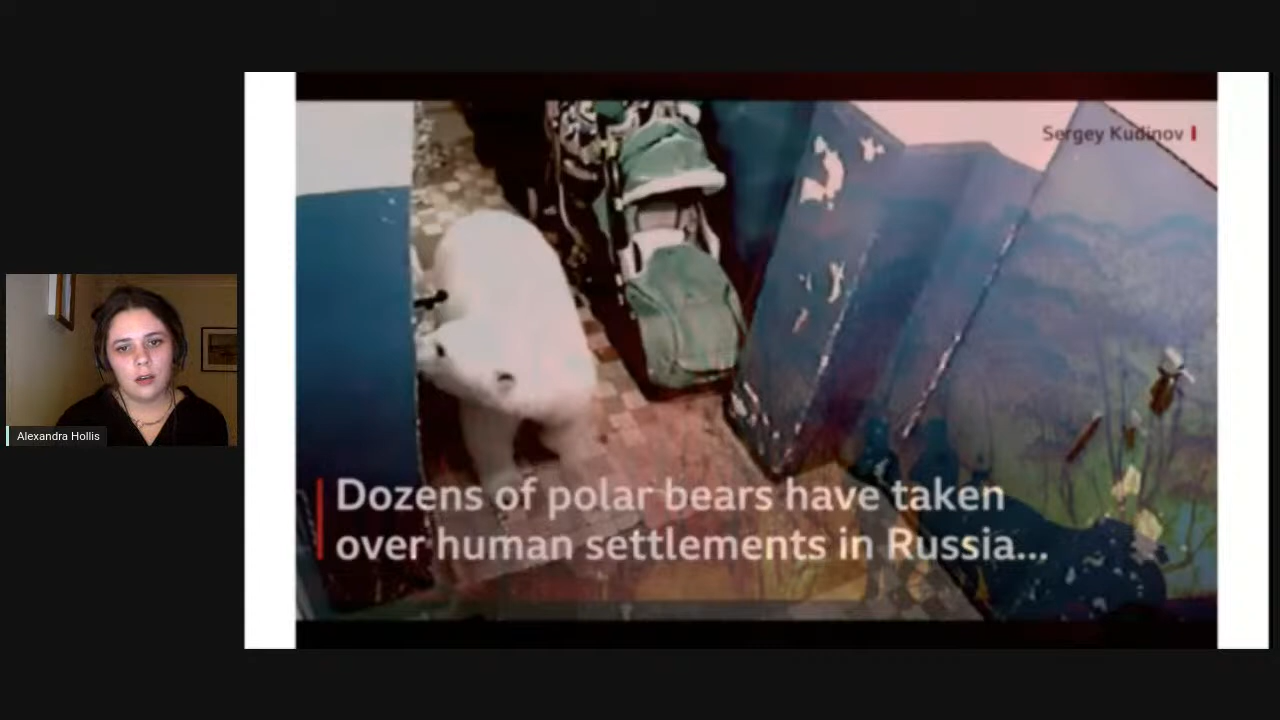 Sergey Kudinov
Alexandra Hollis
Dozens of polar bears have taken
over human settlements in Russia...